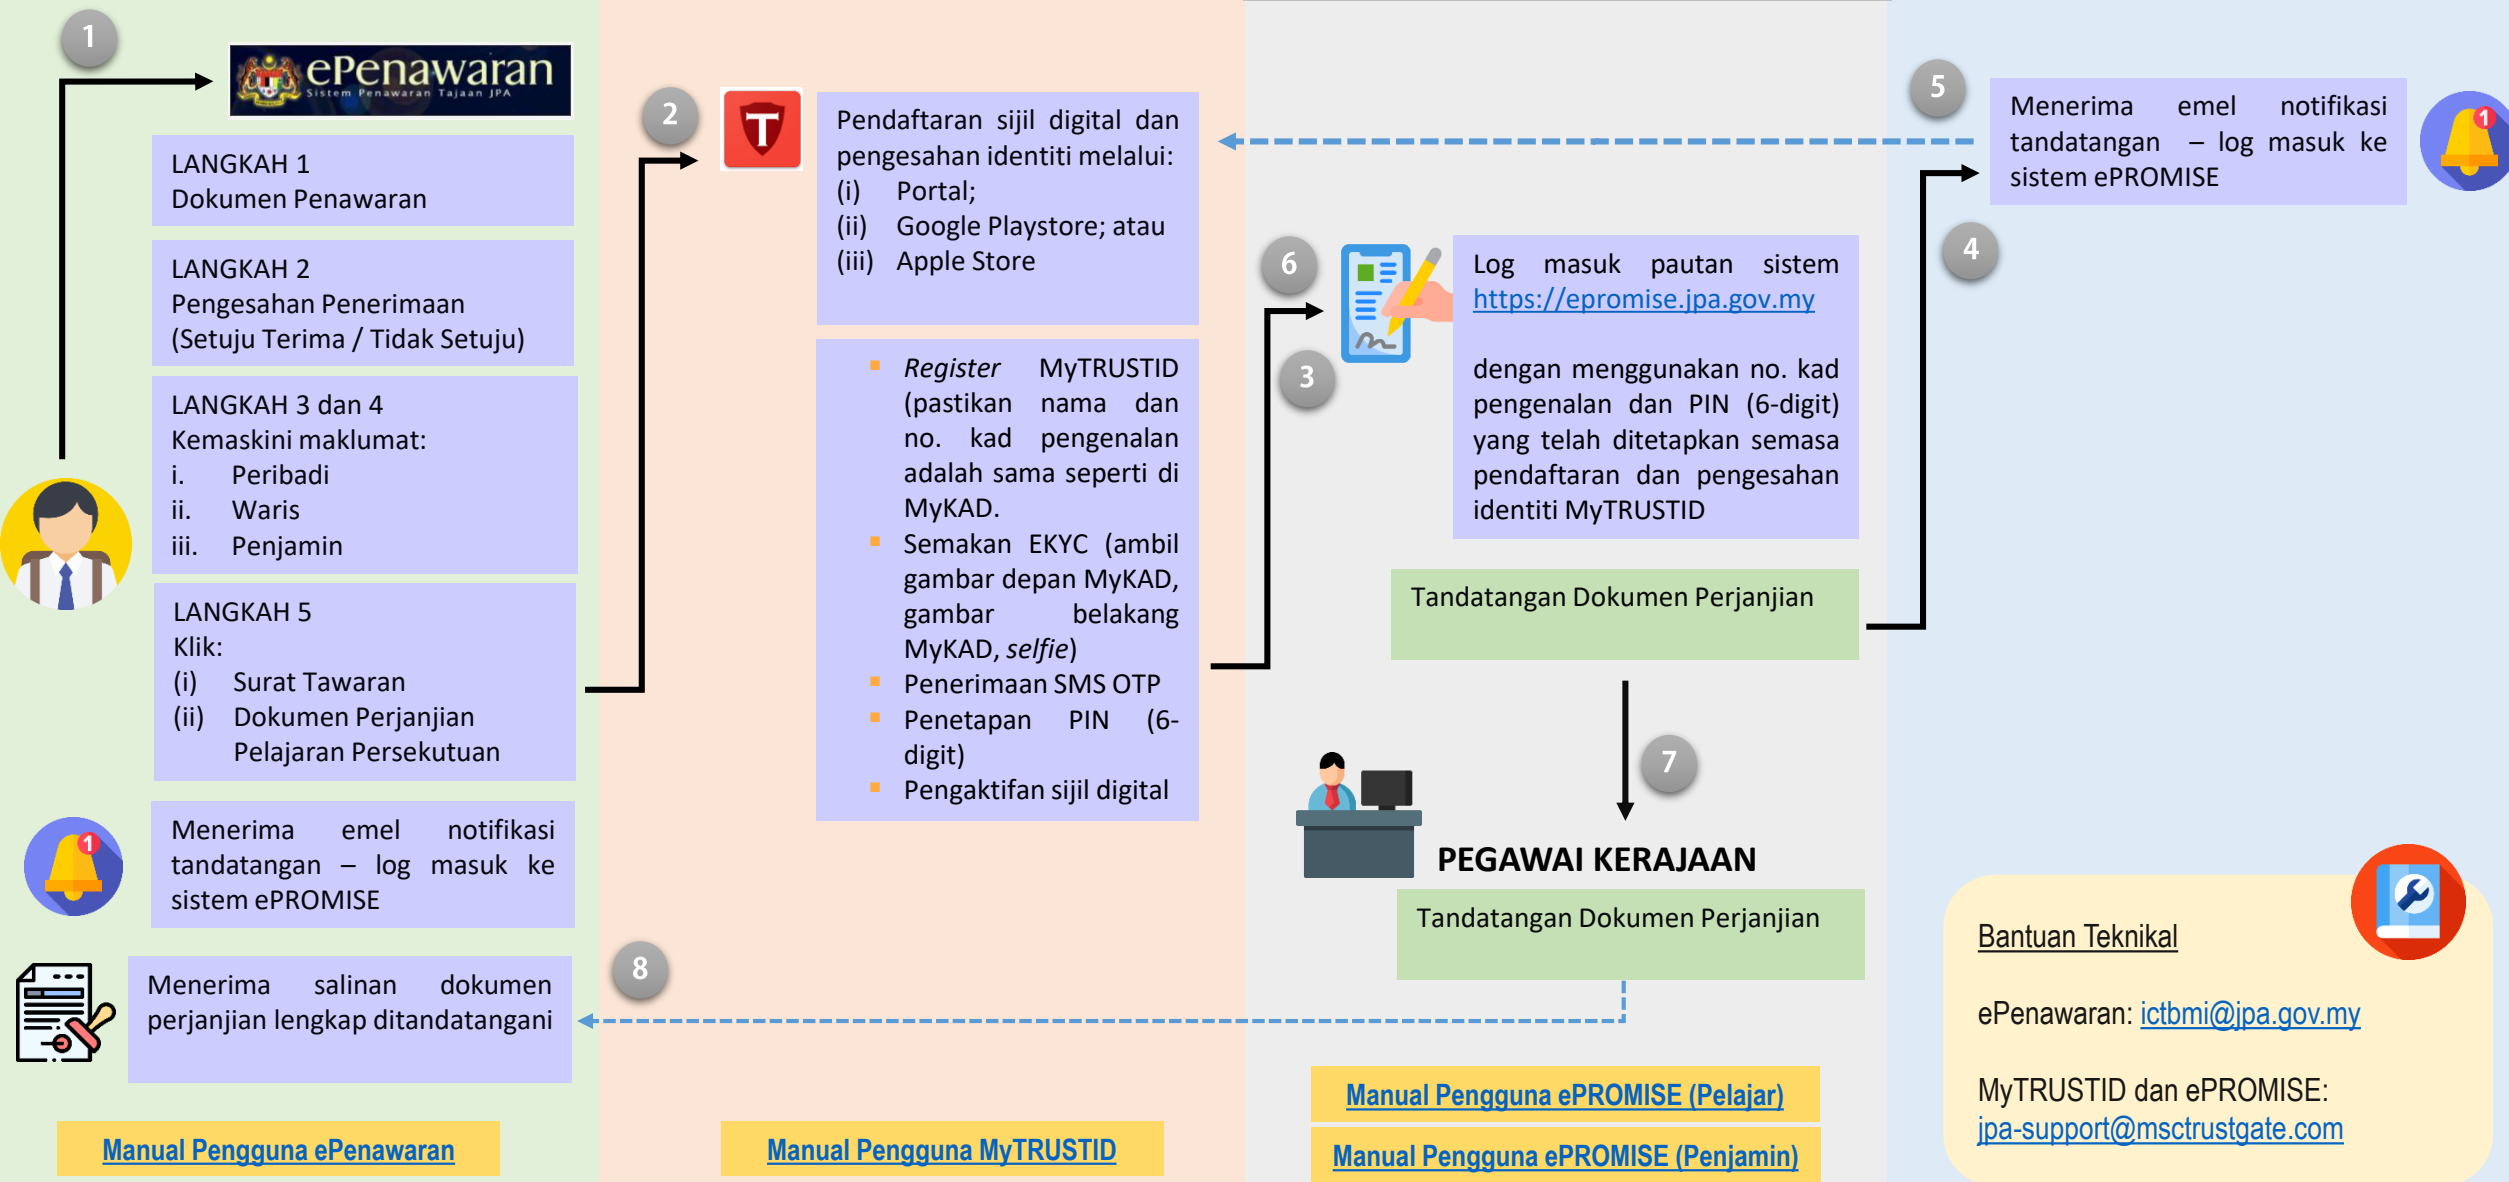 1
ePenawaran
Sistem Penawaran Tajaan JPA
LANGKAH 1
Dokumen Penawaran
LANGKAH 2
Pengesahan Penerimaan
(Setuju Terima / Tidak Setuju)
LANGKAH 3 dan 4
Kemaskini maklumat:
i. Peribadi
ii. Waris
iii. Penjamin
LANGKAH 5
Klik:
(i) Surat Tawaran
(ii) Dokumen Perjanjian
Pelajaran Persekutuan
1
Menerima emel notifikasi
tandatangan – log masuk ke
sistem ePROMISE
Menerima salinan dokumen
perjanjian lengkap ditandatangani
Manual Pengguna ePenawaran
2
T
Pendaftaran sijil digital dan
pengesahan identiti melalui:
(i) Portal;
(ii) Google Playstore; atau
(iii) Apple Store
Register MyTRUSTID
(pastikan nama dan
no. kad pengenalan
adalah sama seperti di
MyKAD.
Semakan EKYC (ambil
gambar depan MyKAD,
gambar belakang
MyKAD, selfie)
Penerimaan SMS OTP
Penetapan PIN (6-
digit)
Pengaktifan sijil digital
8
Manual Pengguna MyTRUSTID
6
3
Log masuk pautan sistem
https://epromise.jpa.gov.my
dengan menggunakan no. kad
pengenalan dan PIN (6-digit)
yang telah ditetapkan semasa
pendaftaran dan pengesahan
identiti MyTRUSTID
Tandatangan Dokumen Perjanjian
7
PEGAWAI KERAJAAN
Tandatangan Dokumen Perjanjian
Manual Pengguna ePROMISE (Pelajar)
Manual Pengguna ePROMISE (Penjamin)
5
Menerima emel notifikasi
tandatangan – log masuk ke
sistem ePROMISE
1
4
Bantuan Teknikal
ePenawaran: ictbmi@jpa.gov.my
MyTRUSTID dan ePROMISE:
jpa-support@msctrustgate.com